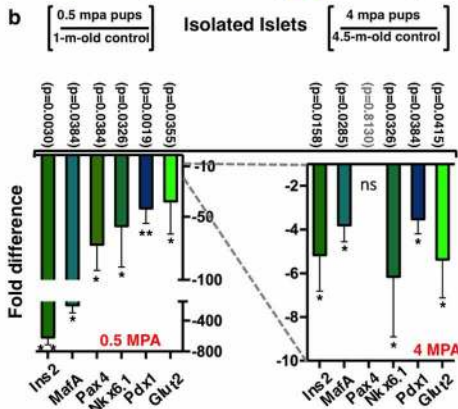 b
0.5 mpa pups
1-m-old control
Isolated Islets
4 mpa pups
4.5-m-old control
(p=0.0030)
(p=0.0384)
(p=0.0384)
(p=0.0326)
(p=0.0019)
(p=0.0355)
(p=0.0158)
(p=0.0285)
(p=0.8130)
(p=0.0326)
(p=0.0384)
(p=0.0415)
Fold difference
-10
-50
-100
-400
-800
* *
*
*
*
**
*
0.5 MPA
Ins2
MafA
Pax4
Nkx6,1
Pdx1
Glut2
-2
-4
-6
-8
-10
ns
*
*
*
*
*
4 MPA
Ins2
MafA
Pax4
Nkx6,1
Pdx1
Glut2